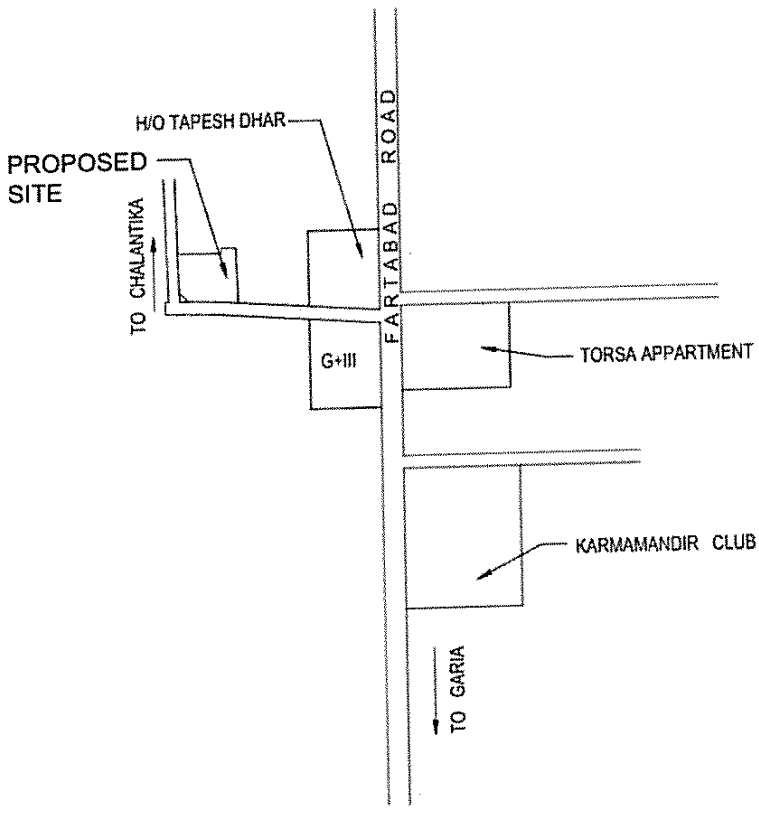 H/O TAPESH DHAR
PROPOSED
SITE
FARTABAD ROAD
TO CHALANTIKA
G+III
TORSA APPARTMENT
KARMAMANDIR CLUB
TO GARIA